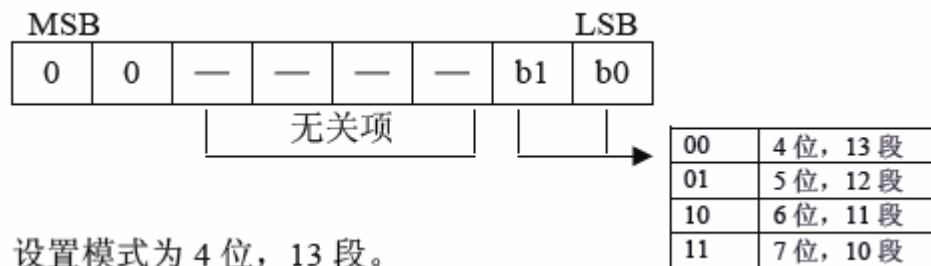 MSB LSB
0 0 — — — — b1 b0
无关项
00 4 位，13 段
01 5 位，12 段
10 6 位，11 段
11 7 位，10 段
设置模式为 4 位，13 段。